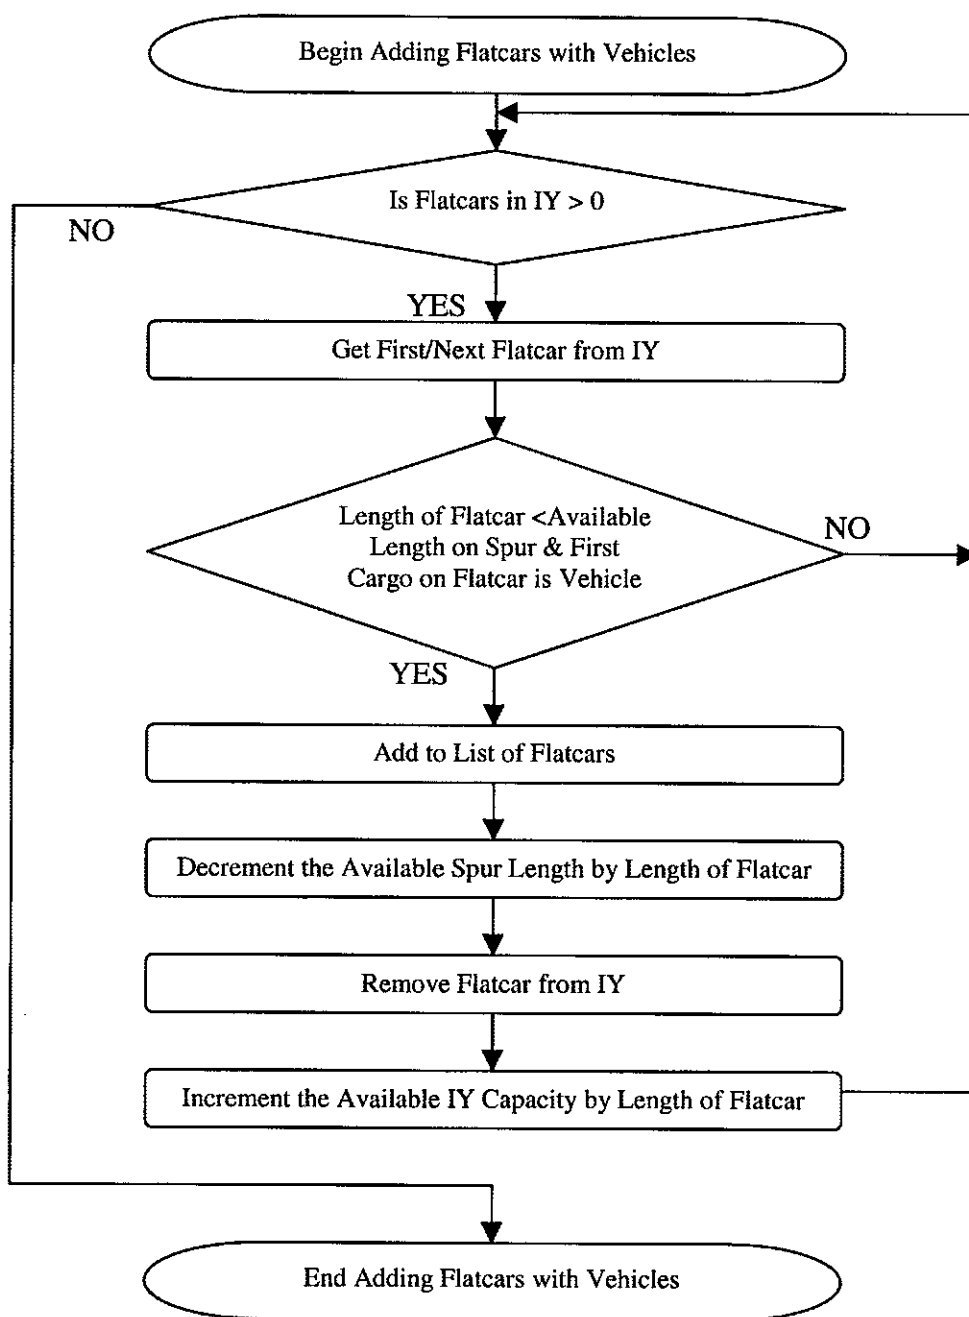 Begin Adding Flatcars with Vehicles
Is Flatcars in IY > 0
NO
YES
Get First/Next Flatcar from IY
Length of Flatcar <Available
Length on Spur & First
Cargo on Flatcar is Vehicle
NO
YES
Add to List of Flatcars
Decrement the Available Spur Length by Length of Flatcar
Remove Flatcar from IY
Increment the Available IY Capacity by Length of Flatcar
End Adding Flatcars with Vehicles